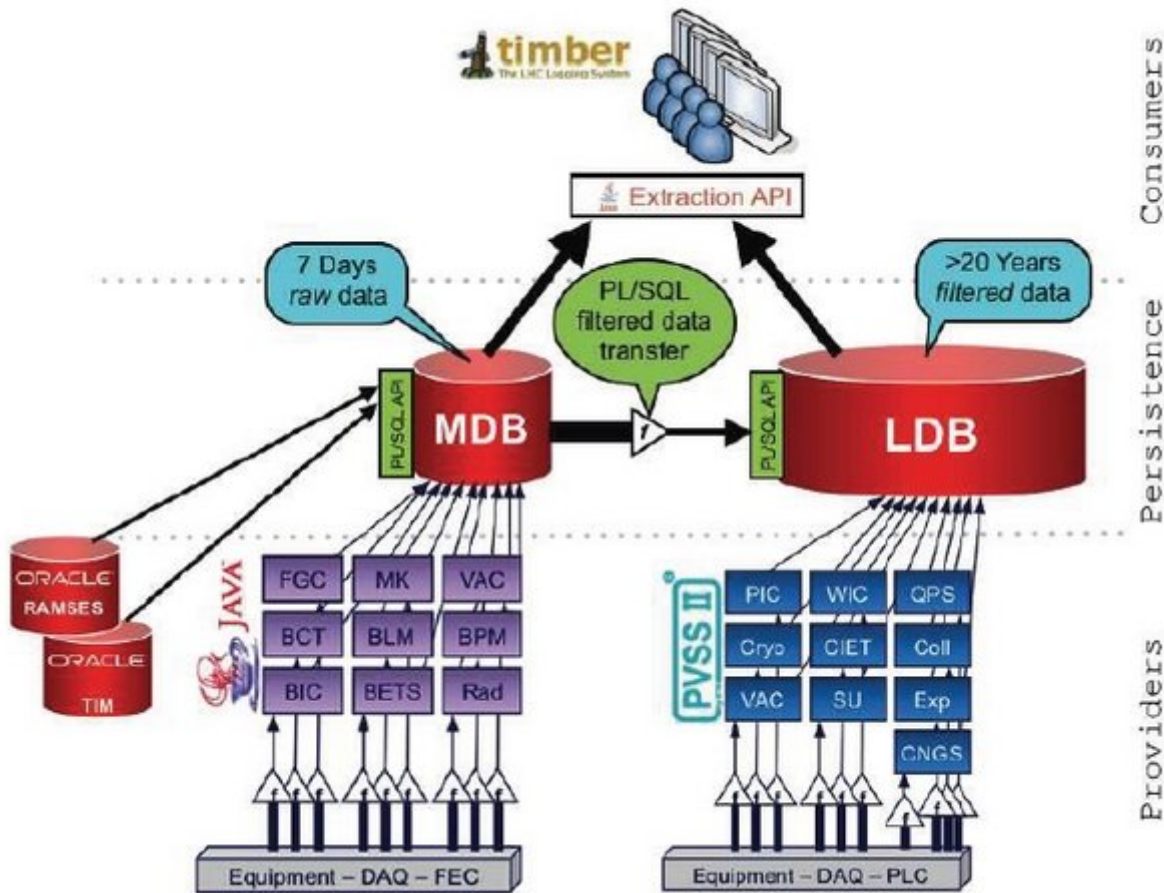 timber
The LHC Logging System
Java
Extraction API
Consumers
7 Days
raw data
PL/SQL
filtered data
transfer
>20 Years
filtered data
Persistence
PL/SQL API
MDB
f
PL/SQL API
LDB
ORACLE
RAMSES
ORACLE
TIM
JAVA
FGC MK VAC
BCT BLM BPM
BIC BETS Rad
PVSS II
®
PIC WIC QPS
Cryo CIET Coll
VAC SU Exp
CNGS
Providers
f f f f f f f f f
f f f f f f f f
Equipment – DAQ – FEC
Equipment – DAQ – PLC